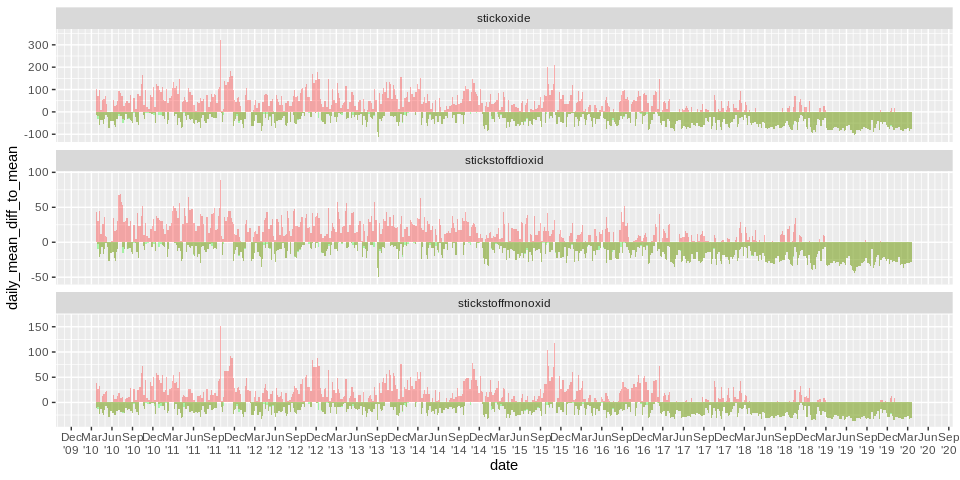 stickoxide
300
200
100
0
-100
stickstoffdioxid
100
50
0
-50
stickstoffmonoxid
150
100
50
0
daily_mean_diff_to_mean
Dec Mar Jun Sep Dec Mar Jun Sep Dec Mar Jun Sep Dec Mar Jun Sep Dec Mar Jun Sep Dec Mar Jun Sep Dec Mar Jun Sep Dec Mar Jun Sep Dec Mar Jun Sep Dec Mar Jun Sep Dec Mar Jun Sep
'09 '10 '10 '10 '10 '11 '11 '11 '11 '12 '12 '12 '12 '13 '13 '13 '13 '14 '14 '14 '14 '15 '15 '15 '15 '16 '16 '16 '16 '17 '17 '17 '17 '18 '18 '18 '18 '19 '19 '19 '19 '20 '20 '20
date